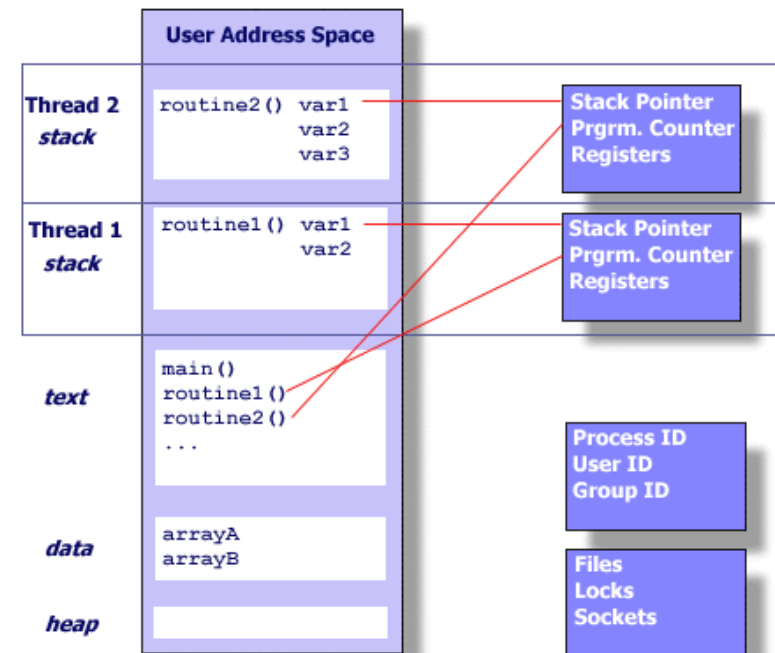 User Address Space
Thread 2
stack
routine2() var1
var2
var3
Stack Pointer
Prgrm. Counter
Registers
Thread 1
stack
routine1() var1
var2
Stack Pointer
Prgrm. Counter
Registers
text
main()
routine1()
routine2()
...
Process ID
User ID
Group ID
data
arrayA
arrayB
Files
Locks
Sockets
heap